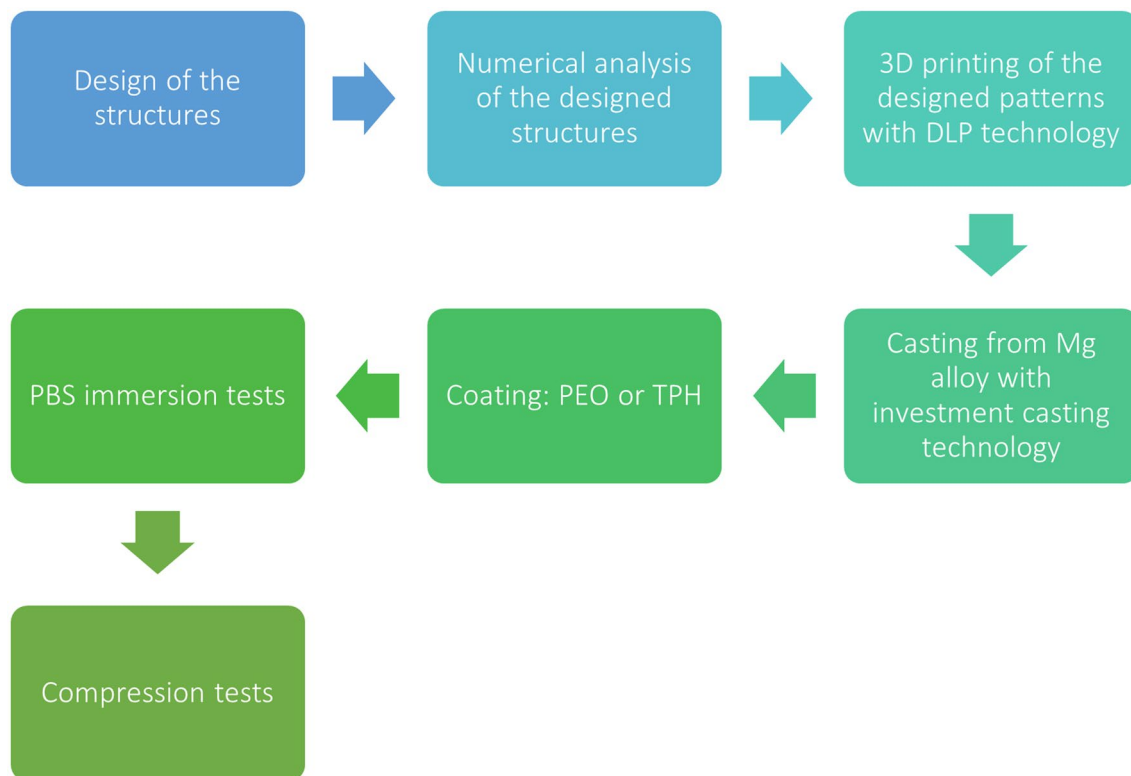 Design of the
structures
Numerical analysis
of the designed
structures
3D printing of the
designed patterns
with DLP technology
Casting from Mg
alloy with
investment casting
technology
Coating: PEO or TPH
PBS immersion tests
Compression tests